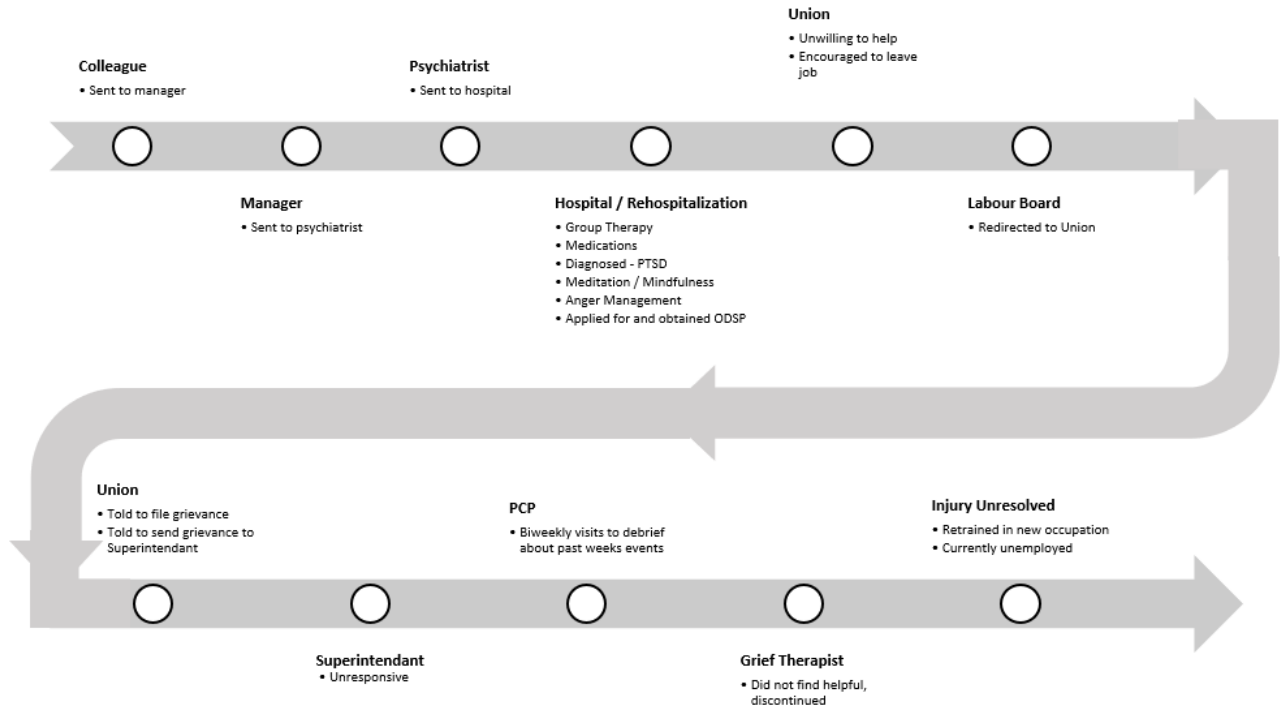 Colleague
• Sent to manager
Manager
• Sent to psychiatrist
Psychiatrist
• Sent to hospital
Hospital / Rehospitalization
• Group Therapy
• Medications
• Diagnosed - PTSD
• Meditation / Mindfulness
• Anger Management
• Applied for and obtained ODSP
Union
• Unwilling to help
• Encouraged to leave
job
Labour Board
• Redirected to Union
Union
• Told to file grievance
• Told to send grievance to
Superintendant
Superintendant
• Unresponsive
PCP
• Biweekly visits to debrief
about past weeks events
Grief Therapist
• Did not find helpful,
discontinued
Injury Unresolved
• Retrained in new occupation
• Currently unemployed